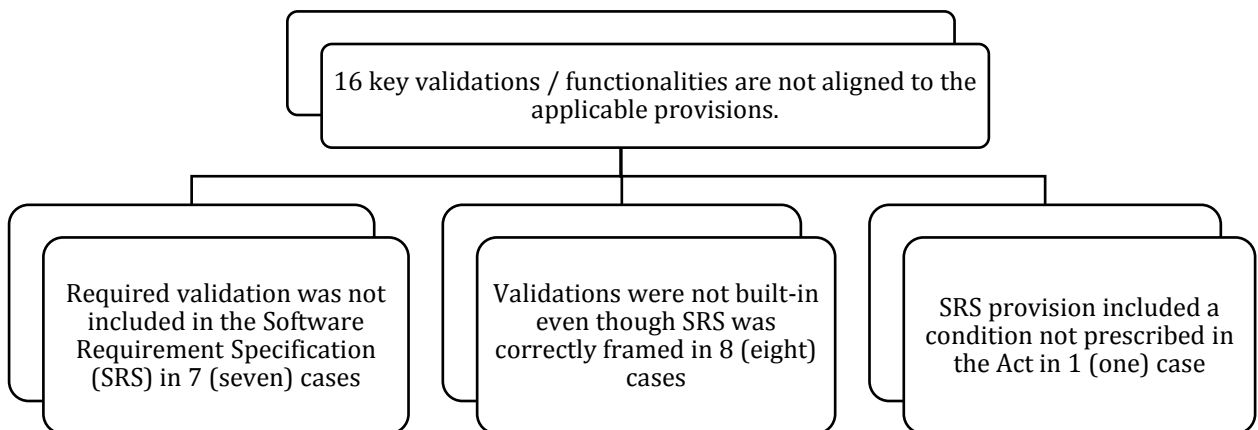 16 key validations / functionalities are not aligned to the
applicable provisions.
Required validation was not
included in the Software
Requirement Specification
(SRS) in 7 (seven) cases
Validations were not built-in
even though SRS was
correctly framed in 8 (eight)
cases
SRS provision included a
condition not prescribed in
the Act in 1 (one) case